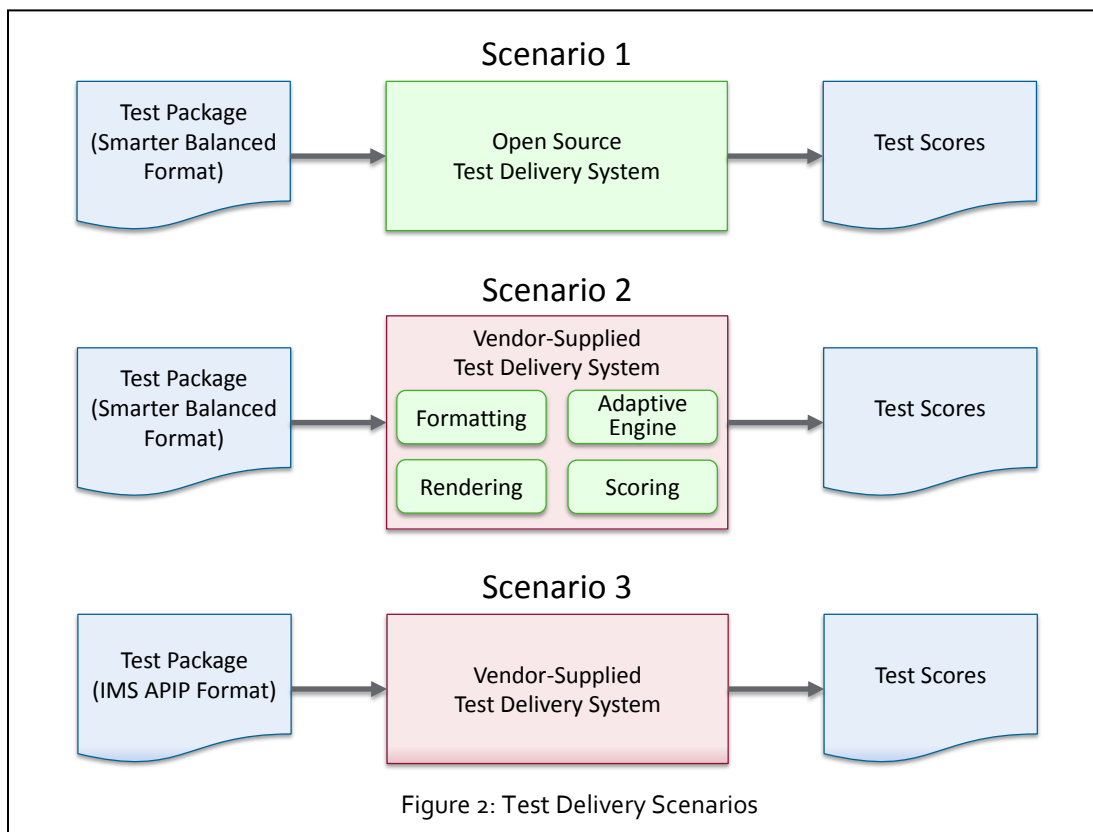 Scenario 1
Test Package
(Smarter Balanced
Format)
Open Source
Test Delivery System
Test Scores
Scenario 2
Test Package
(Smarter Balanced
Format)
Vendor-Supplied
Test Delivery System
Formatting
Adaptive
Engine
Rendering
Scoring
Test Scores
Scenario 3
Test Package
(IMS APIP Format)
Vendor-Supplied
Test Delivery System
Test Scores
Figure 2: Test Delivery Scenarios